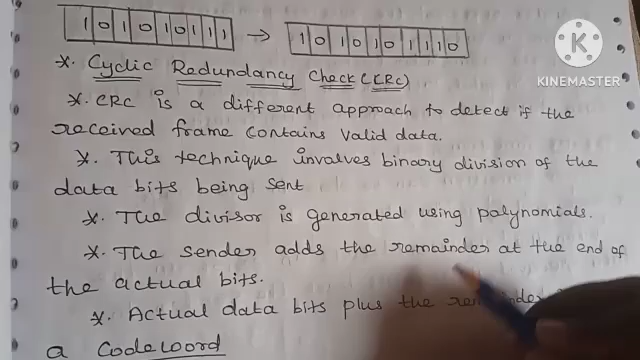 1 0 1 0 1 0 1 1 1 → 1 0 1 0 1 0 1 1 1 0
KINEMASTER
*. Cyclic Redundancy Check (CRC)
*. CRC is a different approach to detect if the
received frame contains valid data.
*. This technique involves binary division of the
data bits being sent
*. The divisor is generated using polynomials.
*. The sender adds the remainder at the end of
the actual bits.
*. Actual data bits plus the
a Codeword